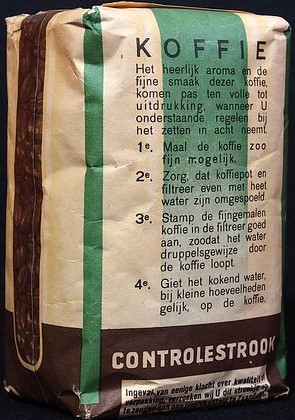 KOFFIE
Het heerlijk aroma en de
fijne smaak dezer koffie,
komen pas ten volle tot
uitdrukking, wanneer U
onderstaande regelen bij
het zetten in acht neemt.
1e. Maal de koffie zoo
fijn mogelijk.
2e. Zorg, dat koffiepot en
filtreer even met heet
water zijn omgespoeld.
3e. Stamp de fijngemalen
koffie in de filtreer goed
aan, zoodat het water
druppelsgewijze door
de koffie loopt.
4e. Giet het kokend water,
bij kleine hoeveelheden
gelijk, op de koffie.
CONTROLESTROOK
Ingeval van eenige klacht over kwaliteit of
verpakking, verzoeken wij U dit strookje